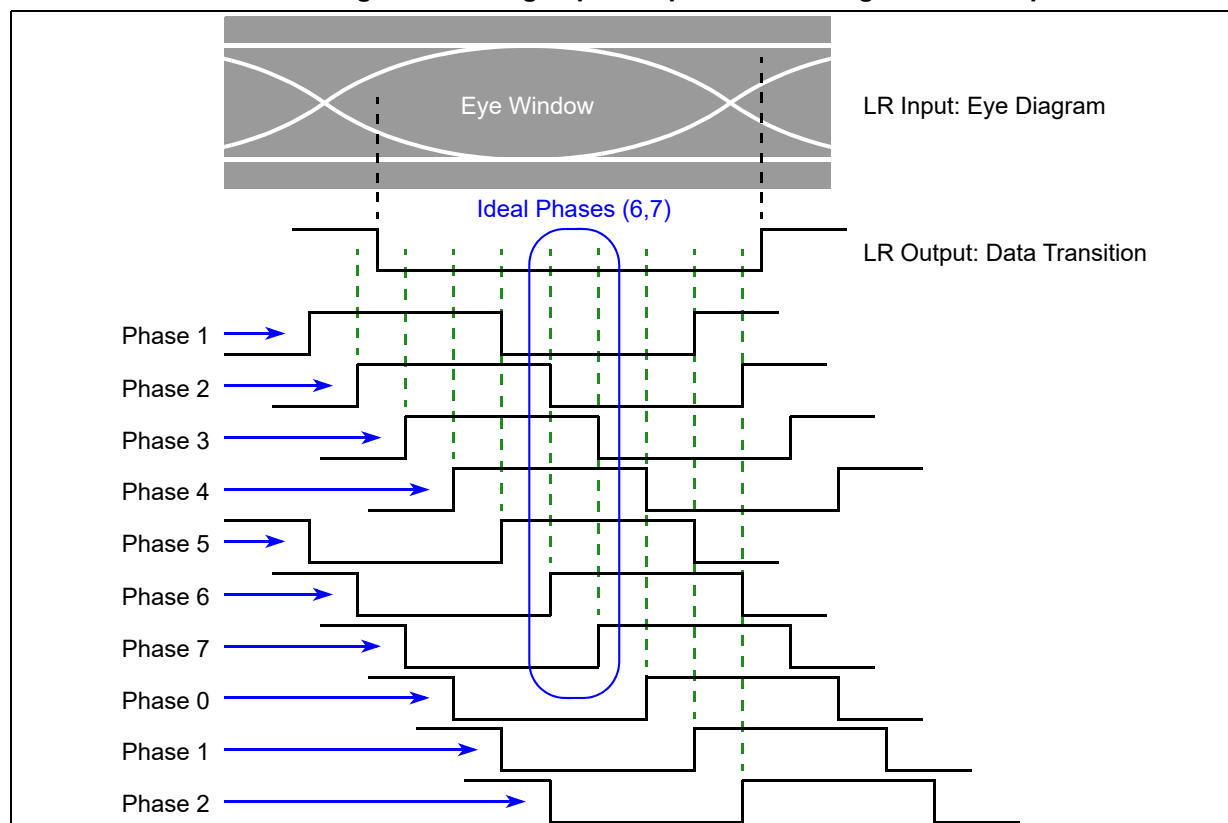 Eye Window
LR Input: Eye Diagram
Ideal Phases (6,7)
LR Output: Data Transition
Phase 1
Phase 2
Phase 3
Phase 4
Phase 5
Phase 6
Phase 7
Phase 0
Phase 1
Phase 2